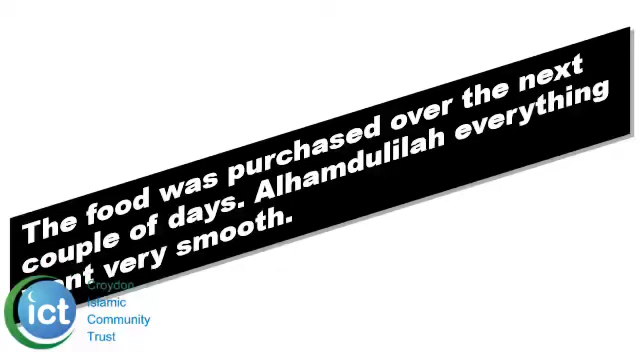 The food was purchased over the next
couple of days. Alhamdulilah everything
went very smooth.
ict
Croydon
Islamic
Community
Trust